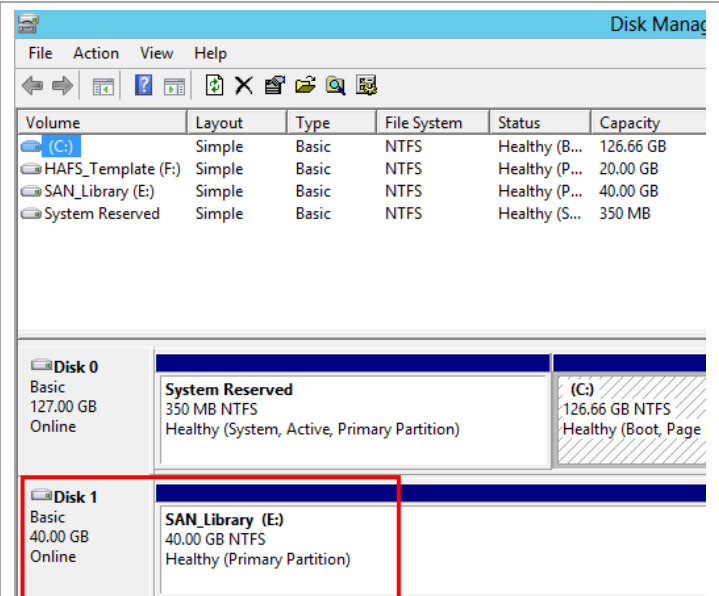 Disk Manag
File Action View Help
Volume Layout Type File System Status Capacity
(C:) Simple Basic NTFS Healthy (B... 126.66 GB
HAFS_Template (F:) Simple Basic NTFS Healthy (P... 20.00 GB
SAN_Library (E:) Simple Basic NTFS Healthy (P... 40.00 GB
System Reserved Simple Basic NTFS Healthy (S... 350 MB
Disk 0
Basic
127.00 GB
Online
System Reserved
350 MB NTFS
Healthy (System, Active, Primary Partition)
(C:)
126.66 GB NTFS
Healthy (Boot, Page
Disk 1
Basic
40.00 GB
Online
SAN_Library (E:)
40.00 GB NTFS
Healthy (Primary Partition)